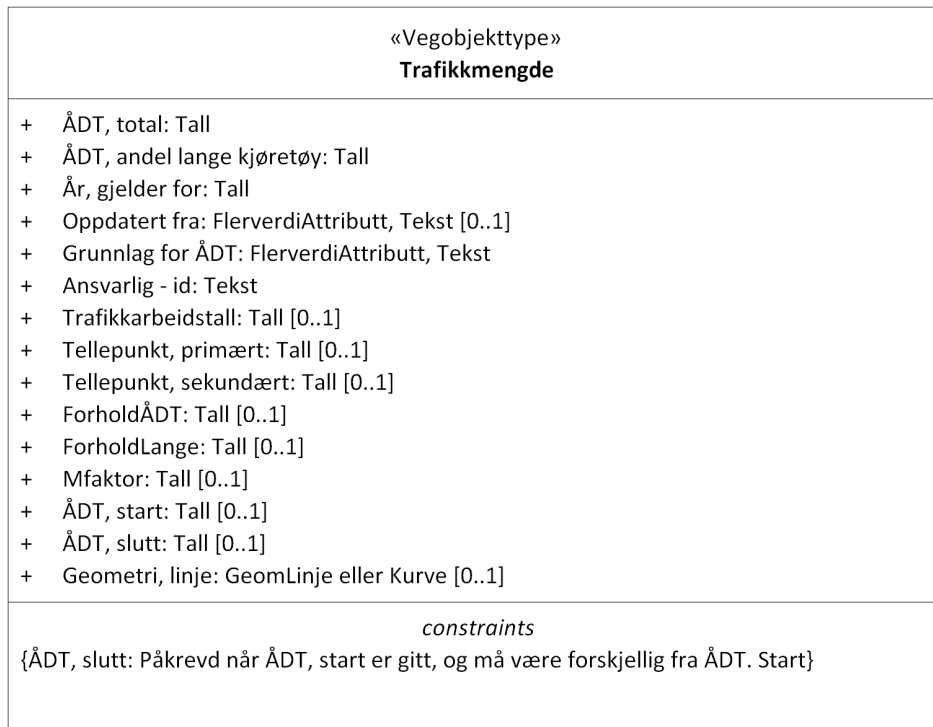 «Vegobjekttype»
Trafikkmengde
+ ÅDT, total: Tall
+ ÅDT, andel lange kjøretøy: Tall
+ År, gjelder for: Tall
+ Oppdatert fra: FlerverdiAttributt, Tekst [0..1]
+ Grunnlag for ÅDT: FlerverdiAttributt, Tekst
+ Ansvarlig - id: Tekst
+ Trafikkarbeidstall: Tall [0..1]
+ Tellepunkt, primært: Tall [0..1]
+ Tellepunkt, sekundært: Tall [0..1]
+ ForholdÅDT: Tall [0..1]
+ ForholdLange: Tall [0..1]
+ Mfaktor: Tall [0..1]
+ ÅDT, start: Tall [0..1]
+ ÅDT, slutt: Tall [0..1]
+ Geometri, linje: GeomLinje eller Kurve [0..1]
constraints
{ÅDT, slutt: Påkrevd når ÅDT, start er gitt, og må være forskjellig fra ÅDT. Start}